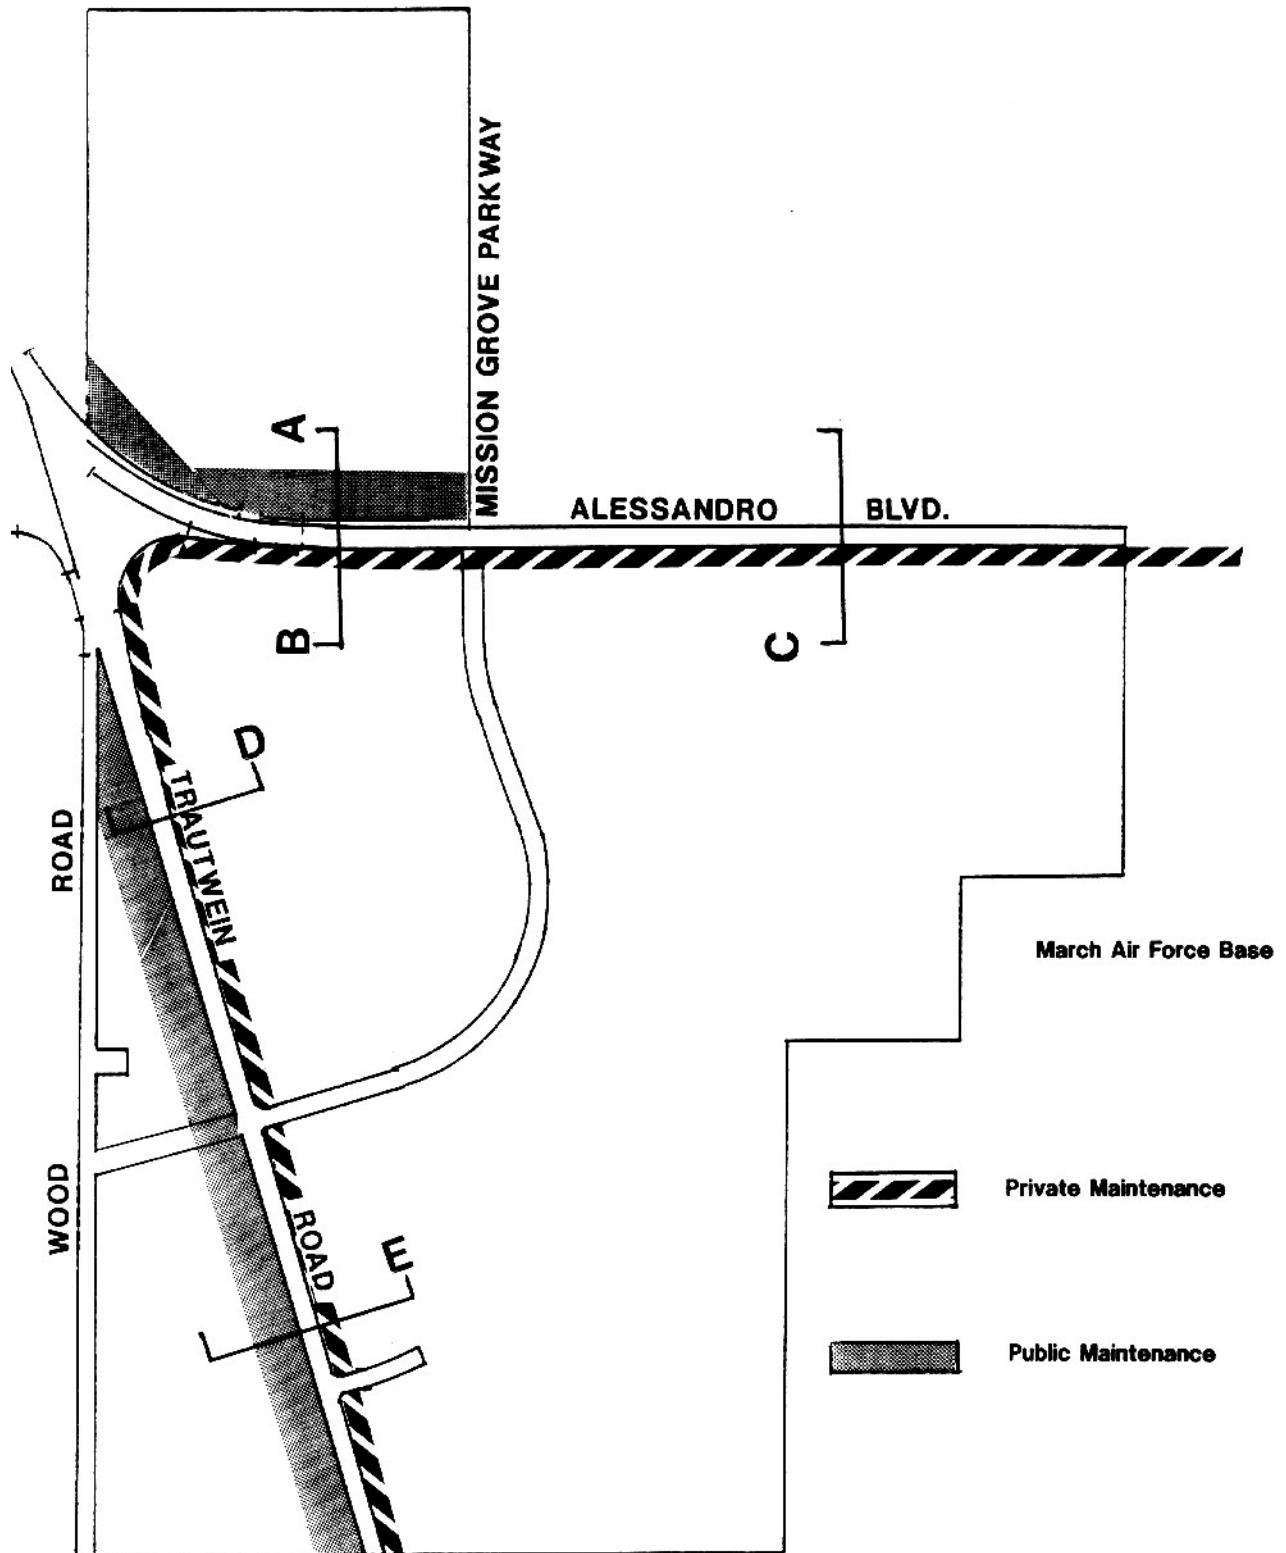 MISSION GROVE PARKWAY
A
ALESSANDRO BLVD.
B
C
D
TRAUTWEIN
ROAD
March Air Force Base
WOOD
ROAD
E
Private Maintenance
Public Maintenance